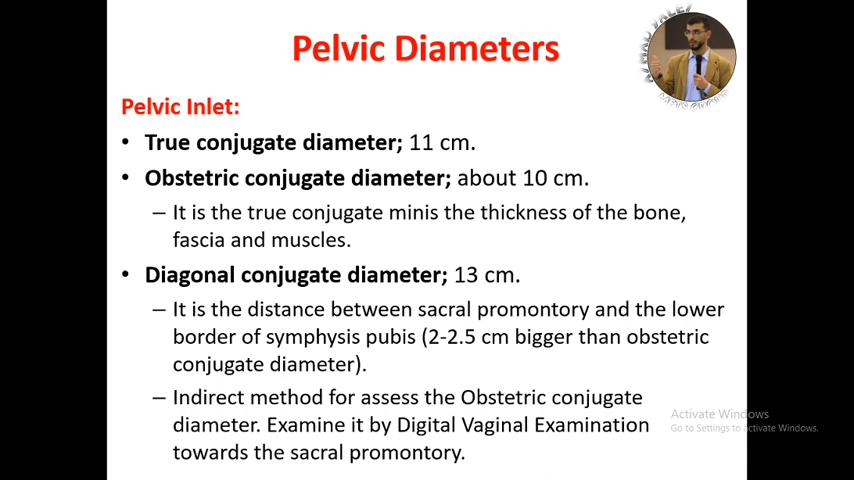 Pelvic Diameters
Pelvic Inlet:
• True conjugate diameter; 11 cm.
• Obstetric conjugate diameter; about 10 cm.
– It is the true conjugate minis the thickness of the bone,
fascia and muscles.
• Diagonal conjugate diameter; 13 cm.
– It is the distance between sacral promontory and the lower
border of symphysis pubis (2-2.5 cm bigger than obstetric
conjugate diameter).
– Indirect method for assess the Obstetric conjugate
diameter. Examine it by Digital Vaginal Examination
towards the sacral promontory.
Activate Windows
Go to Settings to activate Windows.